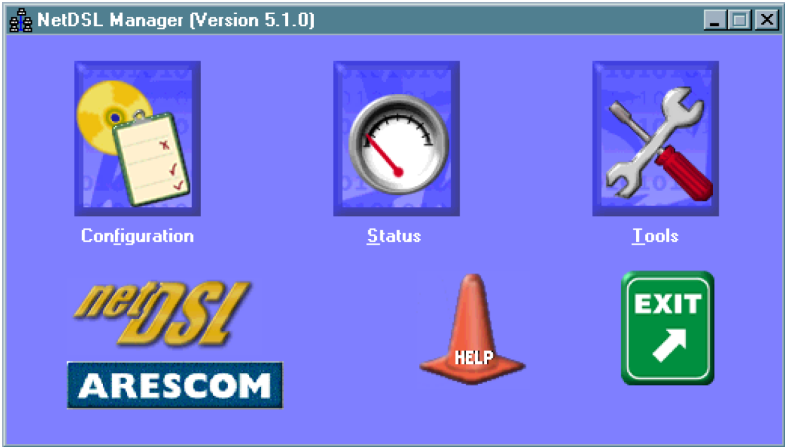 NetDSL Manager (Version 5.1.0)
Configuration
Status
Tools
netDSL
ARESCOM
HELP
EXIT